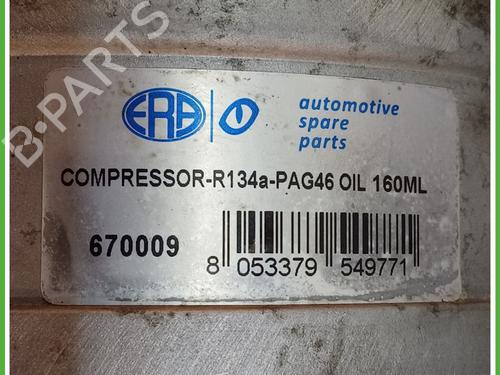 B-PARTS
ERA
automotive
spare
parts
COMPRESSOR-R134a-PAG46 OIL 160ML
670009
8 053379 549771